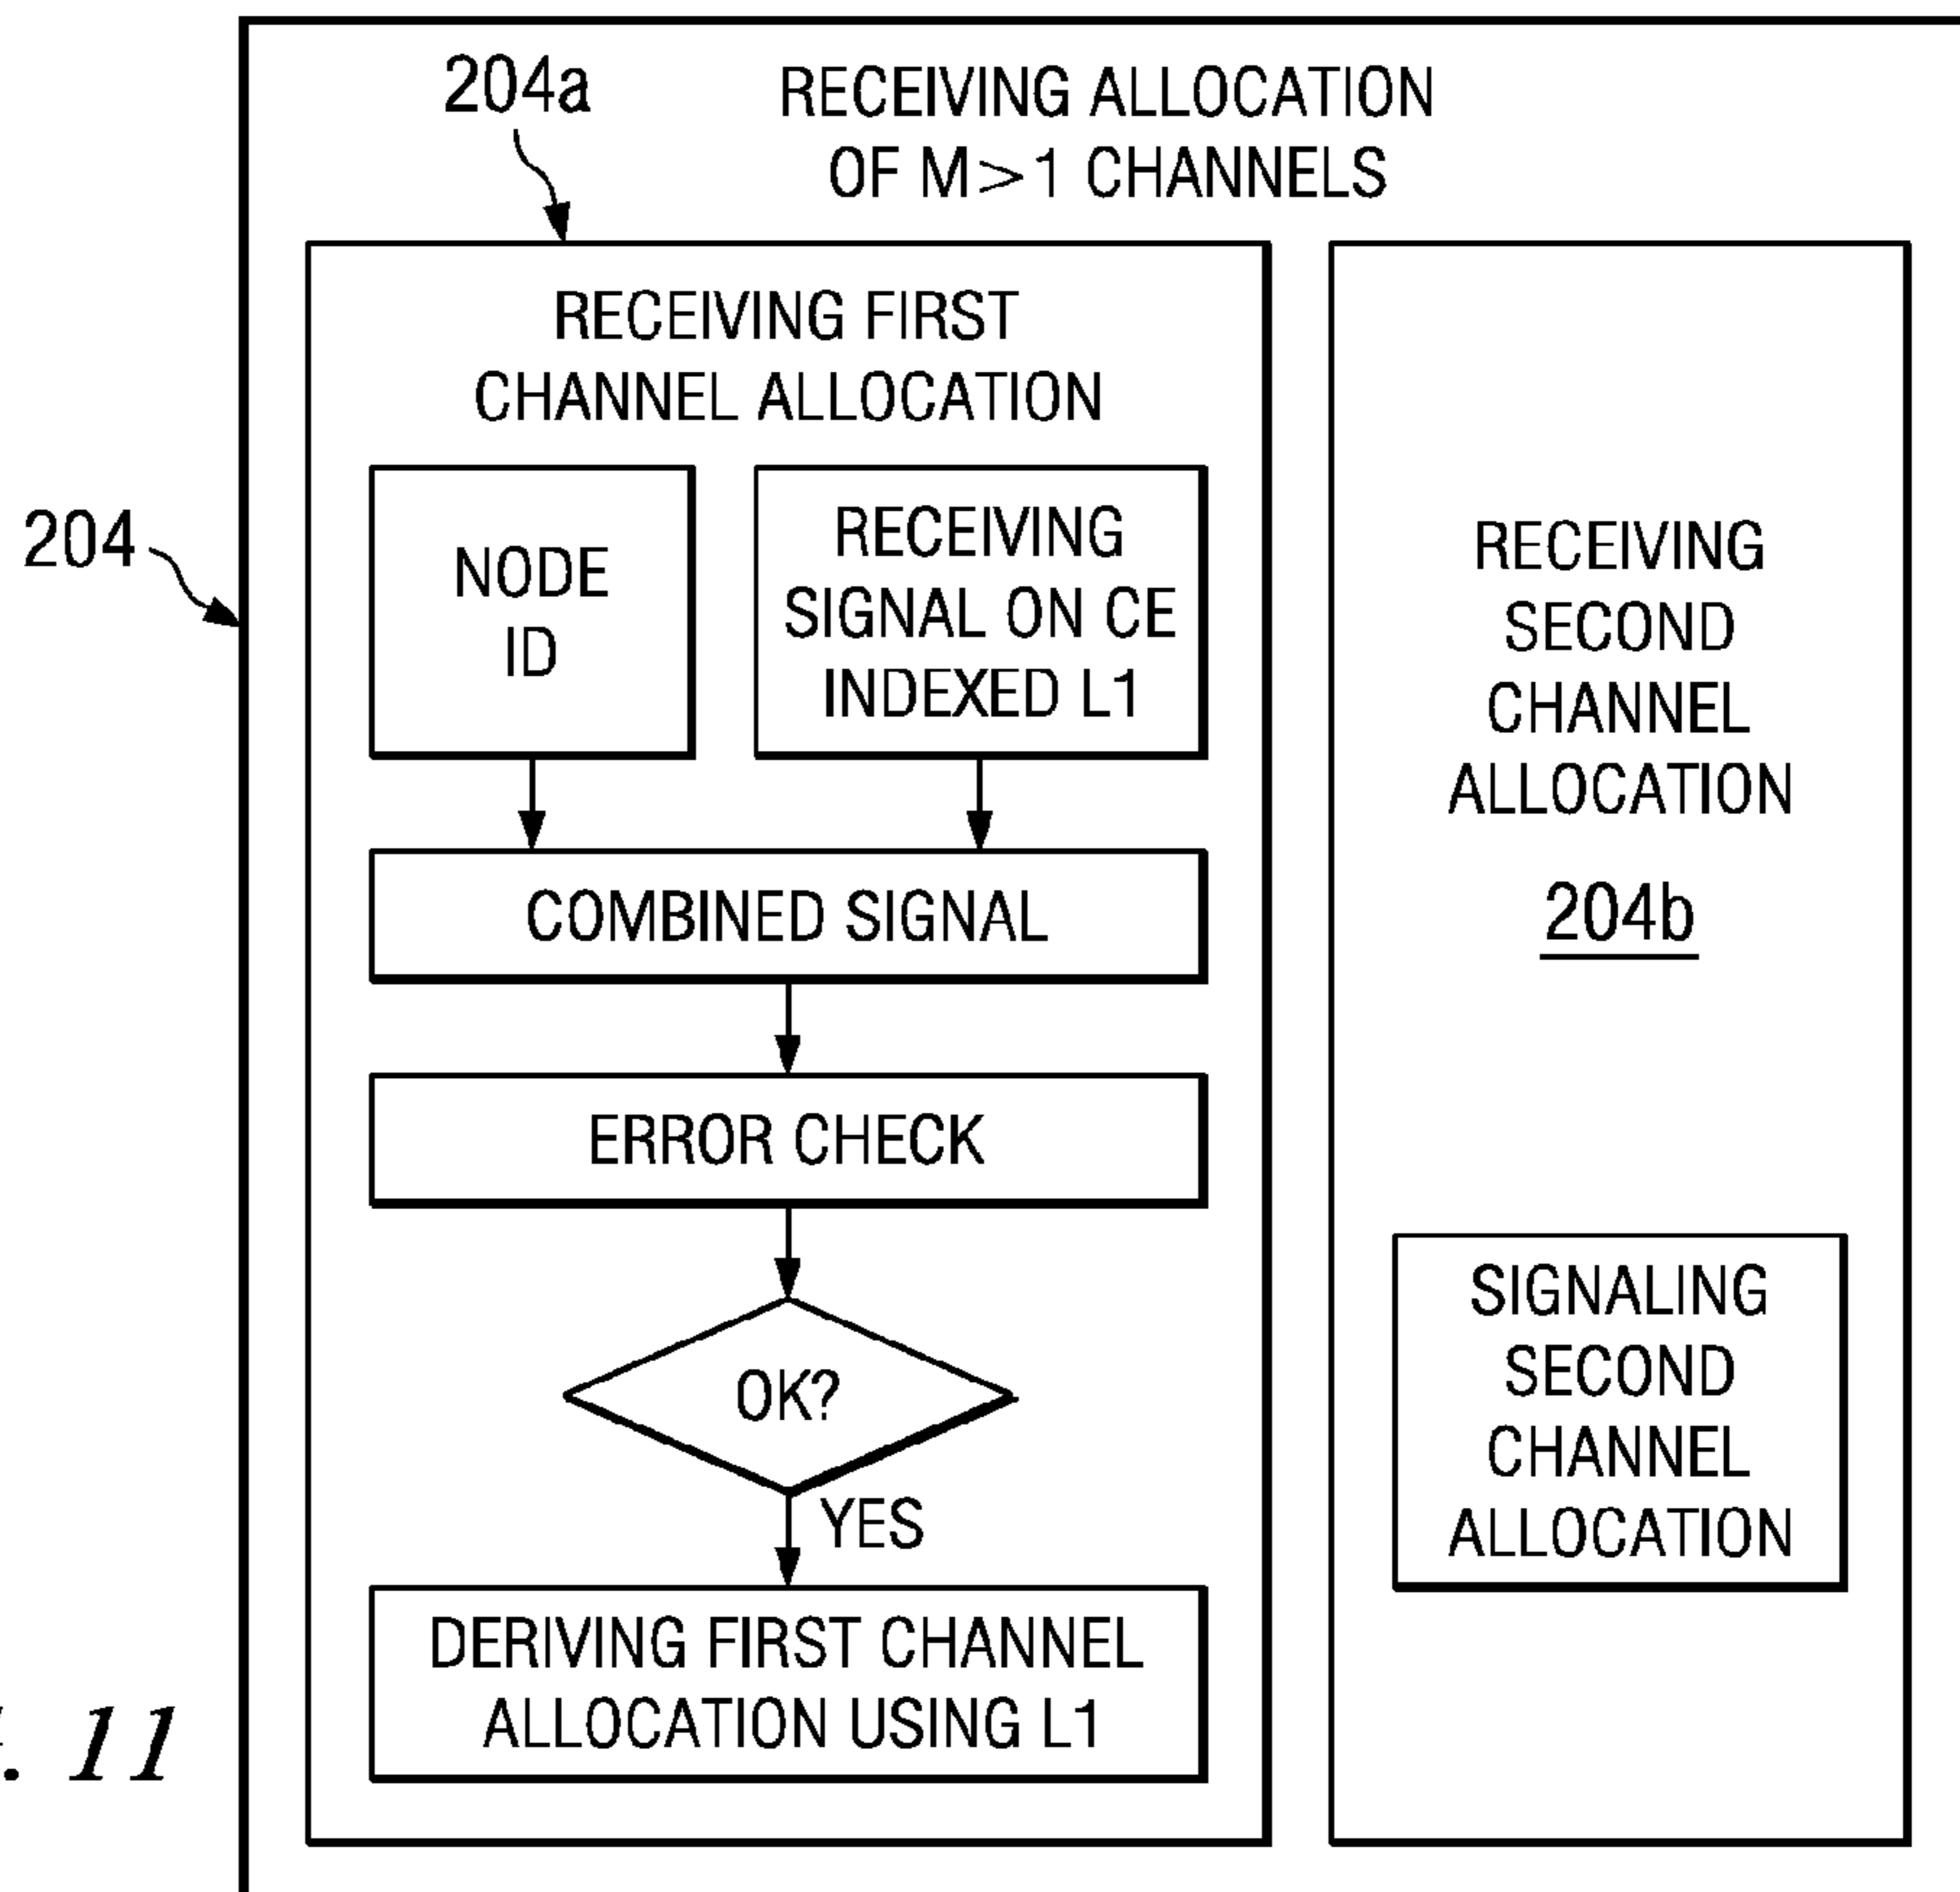 204a
RECEIVING ALLOCATION
OF M>1 CHANNELS
RECEIVING FIRST
CHANNEL ALLOCATION
204
NODE
ID
RECEIVING
SIGNAL ON CE
INDEXED L1
COMBINED SIGNAL
ERROR CHECK
OK?
YES
DERIVING FIRST CHANNEL
ALLOCATION USING L1
RECEIVING
SECOND
CHANNEL
ALLOCATION
204b
SIGNALING
SECOND
CHANNEL
ALLOCATION
. 11